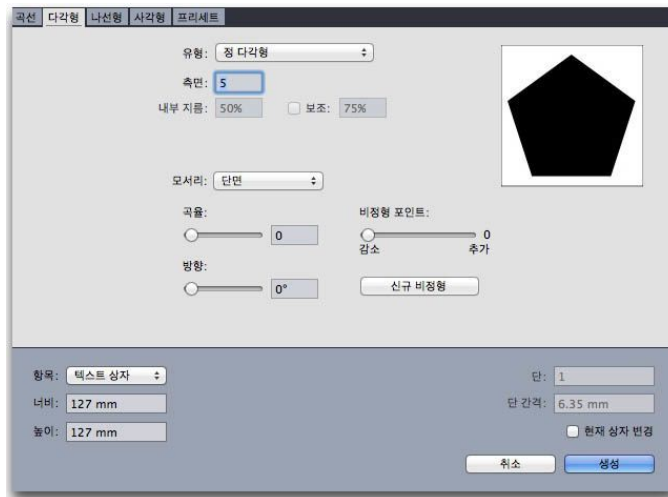 곡선 다각형 나선형 사각형 프리세트
유형: 정 다각형
측면: 5
내부 지름: 50% 보조: 75%
모서리: 단면
곡율: 비정형 포인트:
0 0
감소 추가
방향:
0° 신규 비정형
항목: 텍스트 상자 단: 1
너비: 127 mm 단 간격: 6.35 mm
높이: 127 mm 현재 상자 변경
취소 생성